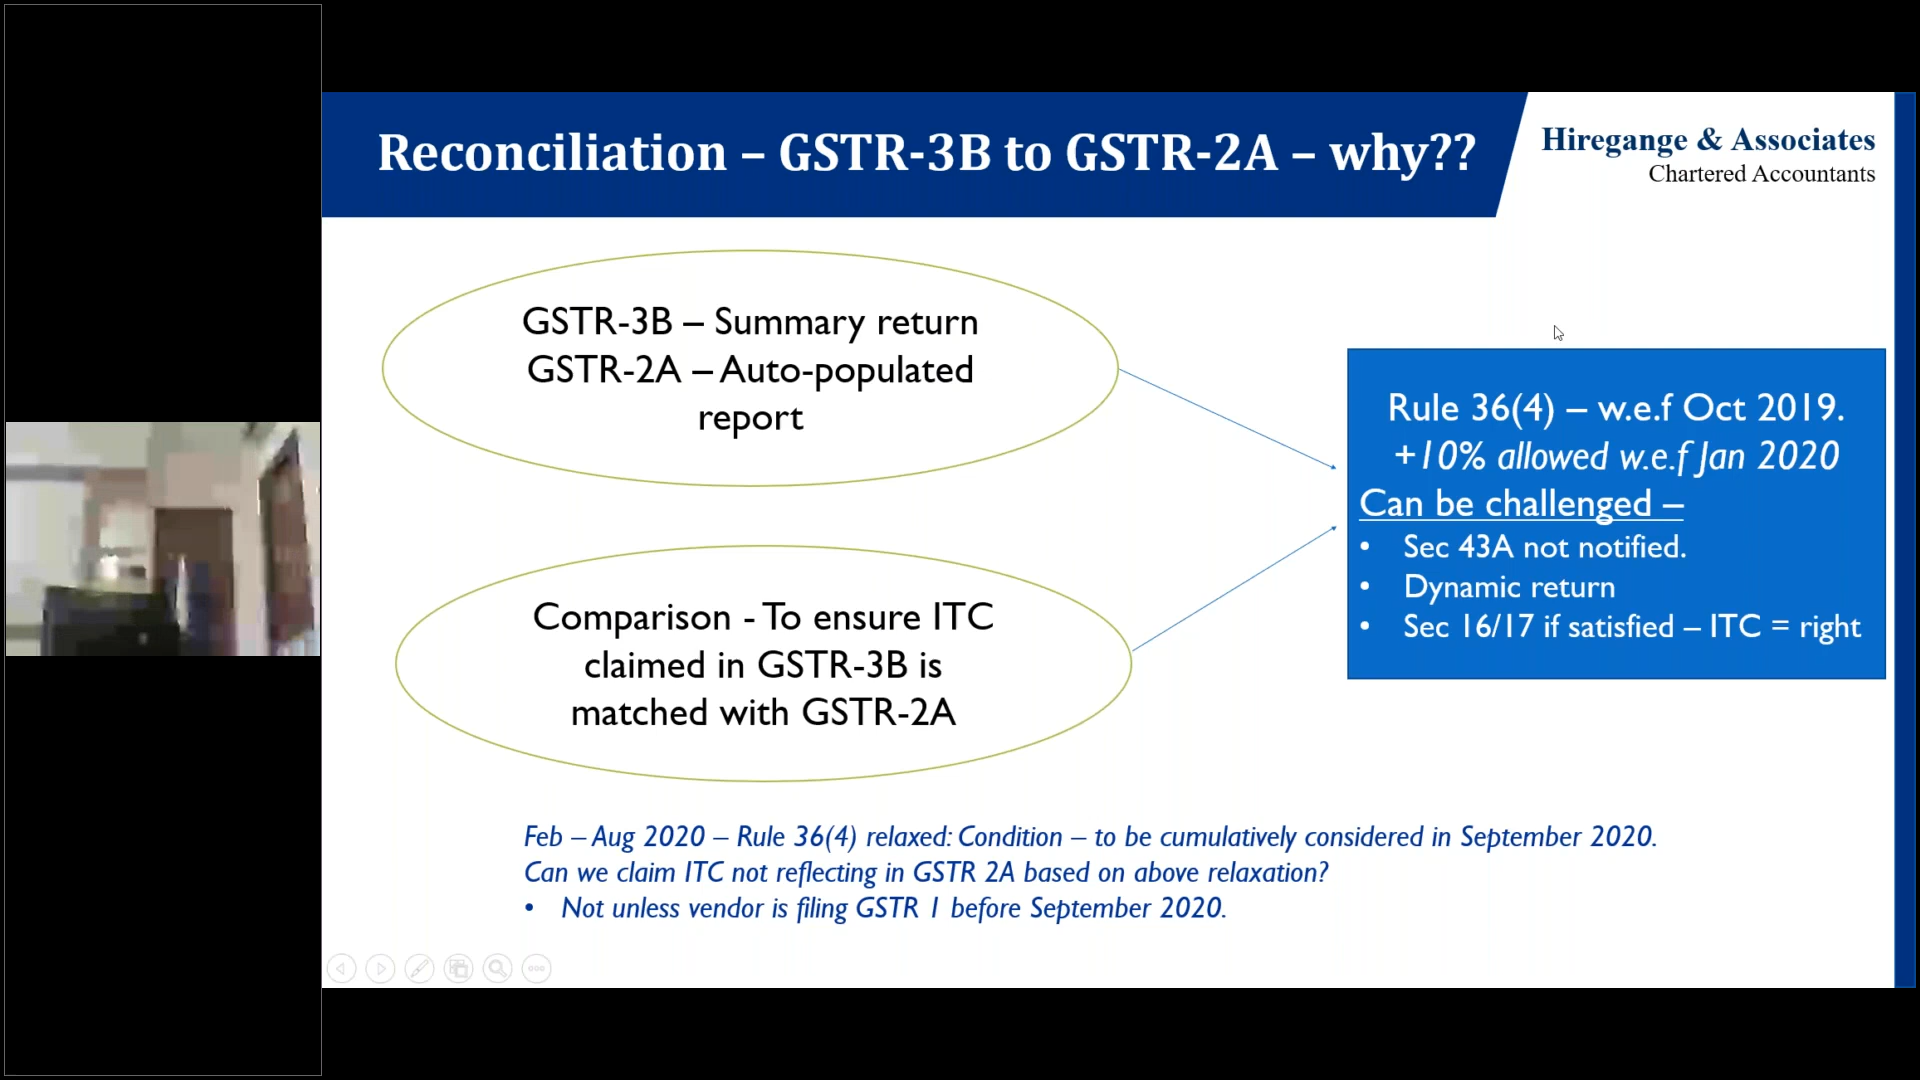 Reconciliation – GSTR-3B to GSTR-2A – why??
Hiregange & Associates
Chartered Accountants
GSTR-3B – Summary return
GSTR-2A – Auto-populated
report
Comparison - To ensure ITC
claimed in GSTR-3B is
matched with GSTR-2A
Rule 36(4) – w.e.f Oct 2019.
+10% allowed w.e.f Jan 2020
Can be challenged –
• Sec 43A not notified.
• Dynamic return
• Sec 16/17 if satisfied – ITC = right
Feb – Aug 2020 – Rule 36(4) relaxed: Condition – to be cumulatively considered in September 2020.
Can we claim ITC not reflecting in GSTR 2A based on above relaxation?
• Not unless vendor is filing GSTR 1 before September 2020.